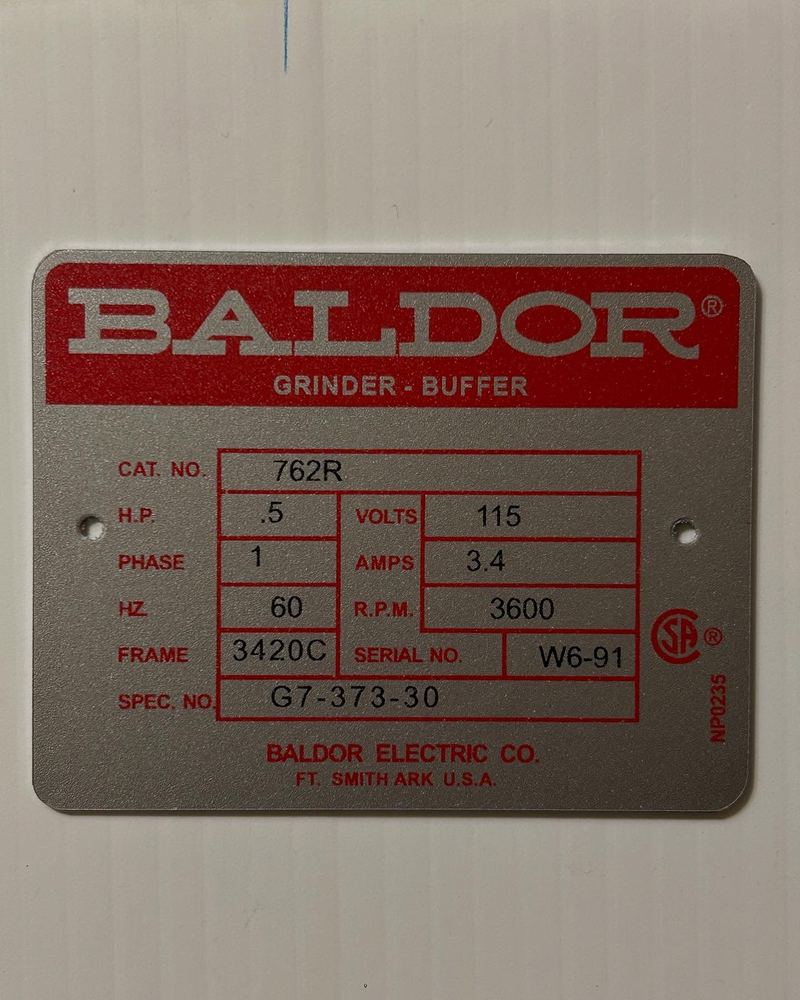 BALDOR®
GRINDER - BUFFER
CAT. NO. 762R
H.P. .5 VOLTS 115
PHASE 1 AMPS 3.4
HZ. 60 R.P.M. 3600
FRAME 3420C SERIAL NO. W6-91
SPEC. NO. G7-373-30
SA ®
NP0235
BALDOR ELECTRIC CO.
FT. SMITH ARK U.S.A.